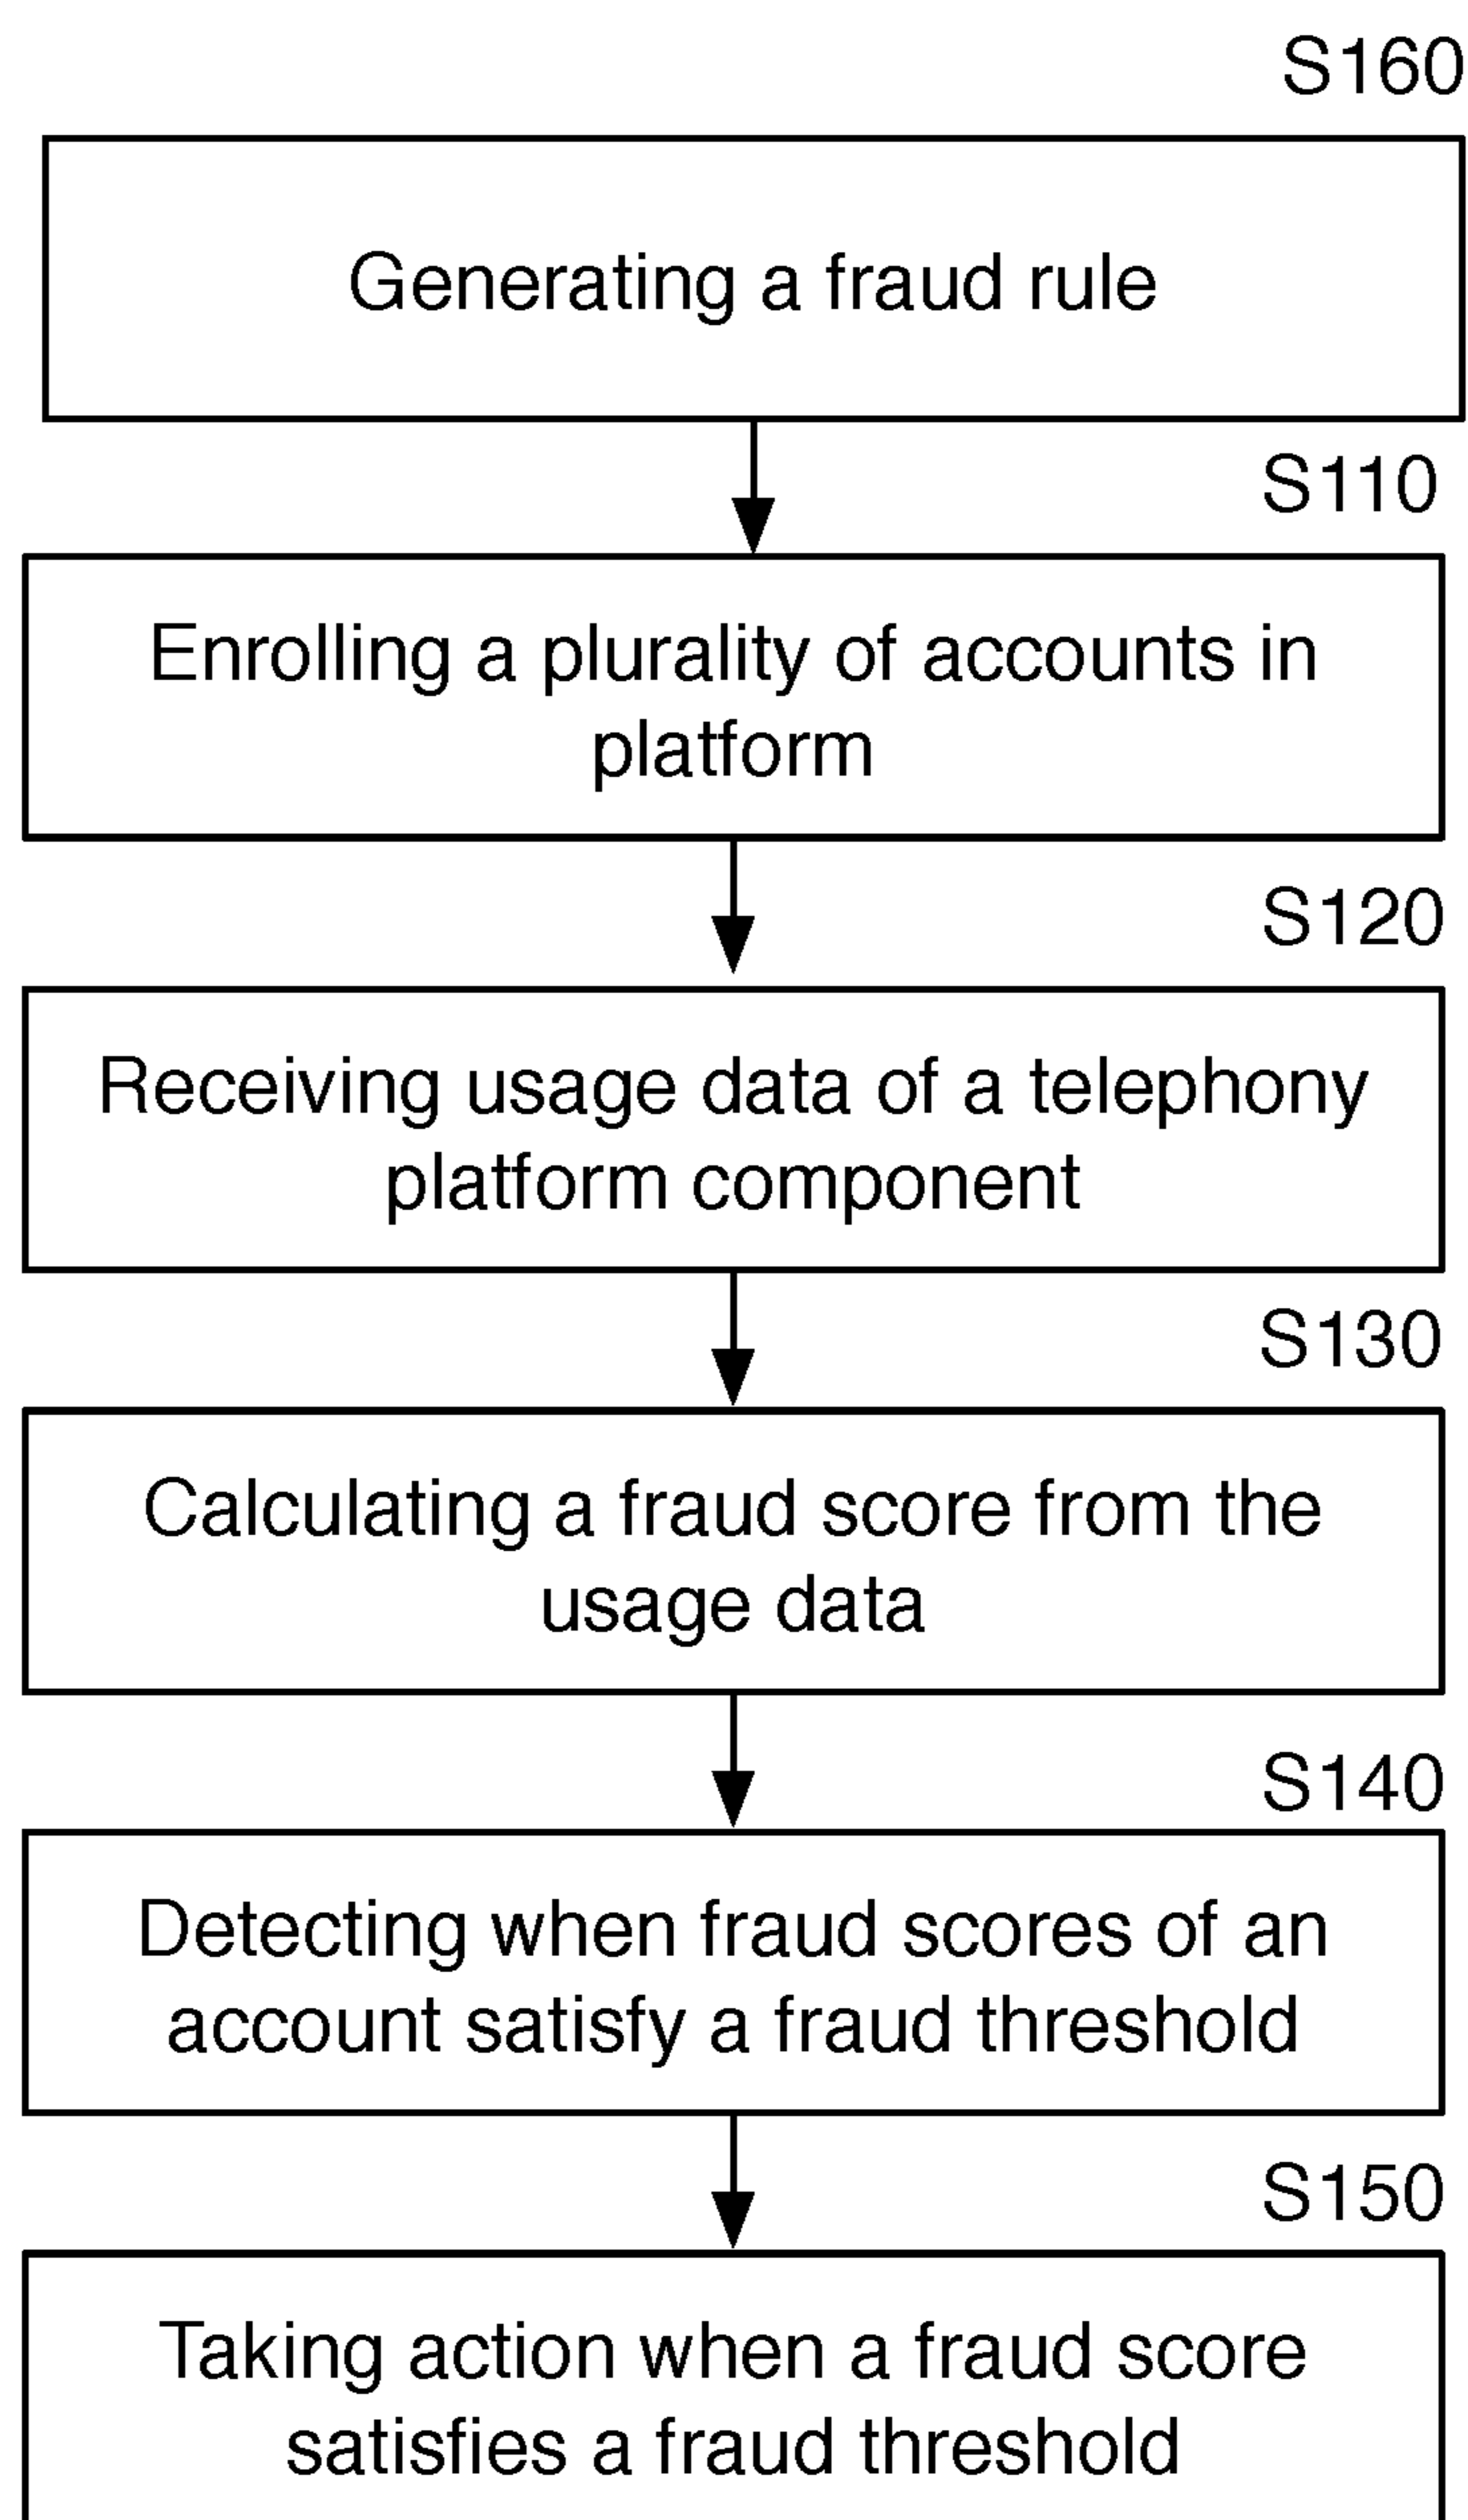 S160
Generating a fraud rule
S110
Enrolling a plurality of accounts in
platform
S120
Receiving usage data of a telephony
platform component
S130
Calculating a fraud score from the
usage data
S140
Detecting when fraud scores of an
account satisfy a fraud threshold
S150
Taking action when a fraud score
satisfies a fraud threshold